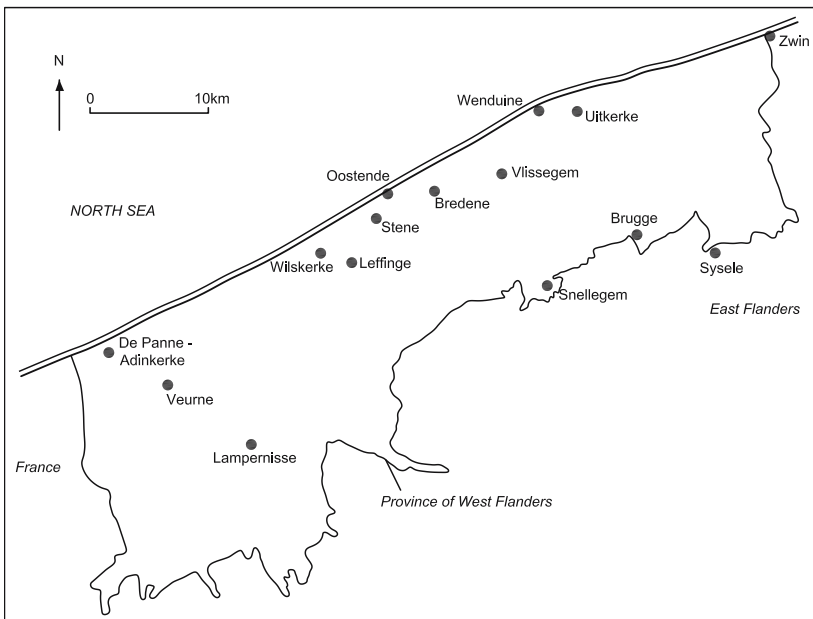 Zwin
N
0
10km
Wenduine
Uitkerke
Oostende
Vlissegem
NORTH SEA
Bredene
Stene
Brugge
Wilskerke
Leffinge
Sysele
Snellegem
East Flanders
De Panne -
Adinkerke
Veurne
Lampernisse
France
Province of West Flanders